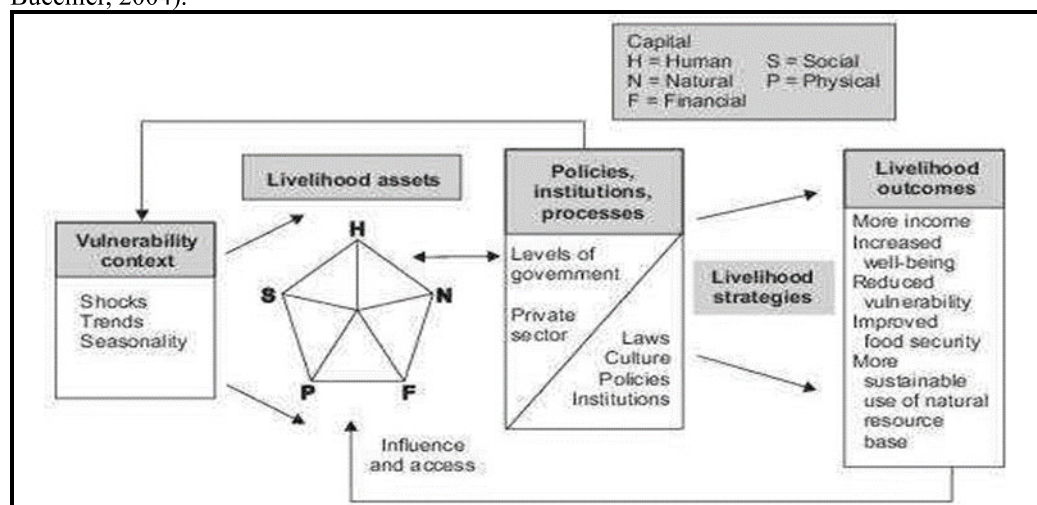 Capital
H = Human S = Social
N = Natural P = Physical
F = Financial
Livelihood assets
Policies,
institutions,
processes
Livelihood
outcomes
Vulnerability
context
Shocks
Trends
Seasonality
H
S
N
P
F
Levels of
government
Private
sector
Laws
Culture
Policies
Institutions
Livelihood
strategies
More income
Increased
well-being
Reduced
vulnerability
Improved
food security
More
sustainable
use of natural
resource
base
Influence
and access